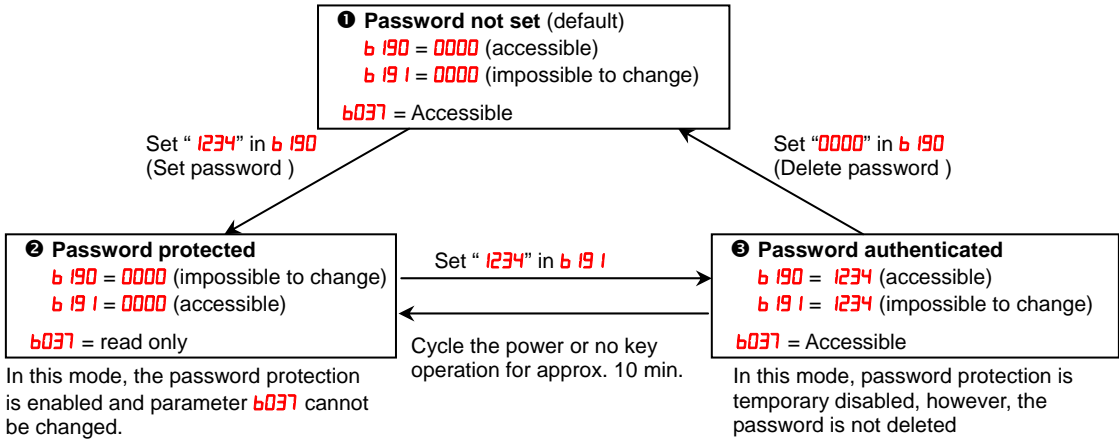 ❶ Password not set (default)
b190 = 0000 (accessible)
b191 = 0000 (impossible to change)
b037 = Accessible
Set “ 1234” in b190
(Set password )
Set “0000” in b190
(Delete password )
❷ Password protected
b190 = 0000 (impossible to change)
b191 = 0000 (accessible)
b037 = read only
Set “ 1234” in b191
Cycle the power or no key
operation for approx. 10 min.
❸ Password authenticated
b190 = 1234 (accessible)
b191 = 1234 (impossible to change)
b037 = Accessible
In this mode, the password protection
is enabled and parameter b037 cannot
be changed.
In this mode, password protection is
temporary disabled, however, the
password is not deleted